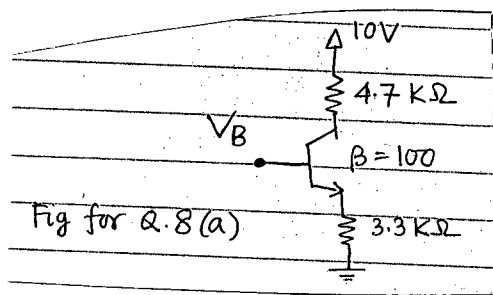 10V
4.7 KΩ
VB
β=100
Fig for Q.8(a)
3.3 KΩ